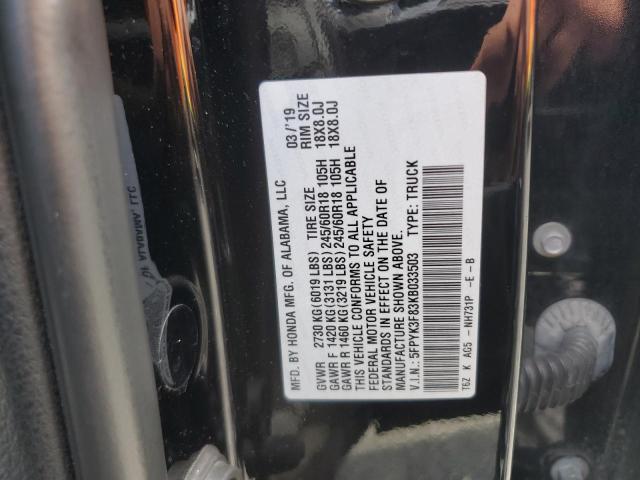 MFD. BY HONDA MFG. OF ALABAMA, LLC 03/'19
GVWR 2730 KG(6019 LBS) TIRE SIZE RIM SIZE
GAWR F 1420 KG(3131 LBS) 245/60R18 105H 18X8.0J
GAWR R 1460 KG(3219 LBS) 245/60R18 105H 18X8.0J
THIS VEHICLE CONFORMS TO ALL APPLICABLE
FEDERAL MOTOR VEHICLE SAFETY
STANDARDS IN EFFECT ON THE DATE OF
MANUFACTURE SHOWN ABOVE.
V.I.N.: 5FPYK3F83KB033503 TYPE: TRUCK
T6Z K AC5 -NH731P -E -B